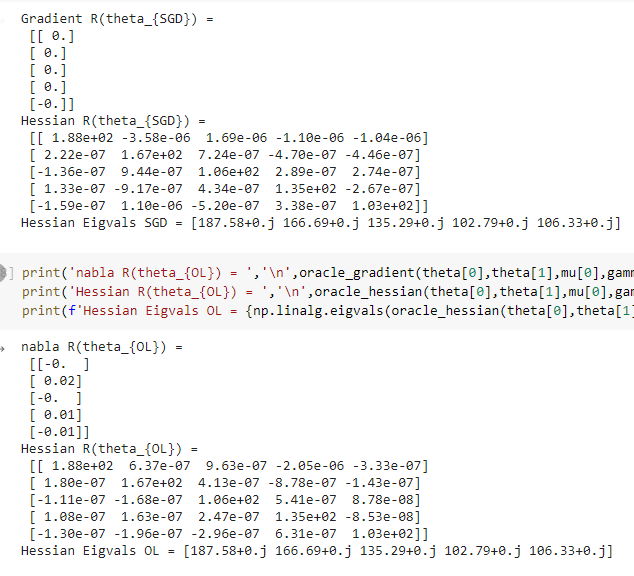 Gradient R(theta_{SGD}) =
[[ 0.]
[ 0.]
[ 0.]
[ 0.]
[-0.]]
Hessian R(theta_{SGD}) =
[[ 1.88e+02 -3.58e-06 1.69e-06 -1.10e-06 -1.04e-06]
[ 2.22e-07 1.67e+02 7.24e-07 -4.70e-07 -4.46e-07]
[-1.36e-07 9.44e-07 1.06e+02 2.89e-07 2.74e-07]
[ 1.33e-07 -9.17e-07 4.34e-07 1.35e+02 -2.67e-07]
[-1.59e-07 1.10e-06 -5.20e-07 3.38e-07 1.03e+02]]
Hessian Eigvals SGD = [187.58+0.j 166.69+0.j 135.29+0.j 102.79+0.j 106.33+0.j]
] print('nabla R(theta_{OL}) = ','\n',oracle_gradient(theta[0],theta[1],mu[0],gam
print('Hessian R(theta_{OL}) = ','\n',oracle_hessian(theta[0],theta[1],mu[0],ga
print(f'Hessian Eigvals OL = {np.linalg.eigvals(oracle_hessian(theta[0],theta[1]
nabla R(theta_{OL}) =
[[-0. ]
[ 0.02]
[-0. ]
[ 0.01]
[-0.01]]
Hessian R(theta_{OL}) =
[[ 1.88e+02 6.37e-07 9.63e-07 -2.05e-06 -3.33e-07]
[ 1.80e-07 1.67e+02 4.13e-07 -8.78e-07 -1.43e-07]
[-1.11e-07 -1.68e-07 1.06e+02 5.41e-07 8.78e-08]
[ 1.08e-07 1.63e-07 2.47e-07 1.35e+02 -8.53e-08]
[-1.30e-07 -1.96e-07 -2.96e-07 6.31e-07 1.03e+02]]
Hessian Eigvals OL = [187.58+0.j 166.69+0.j 135.29+0.j 102.79+0.j 106.33+0.j]